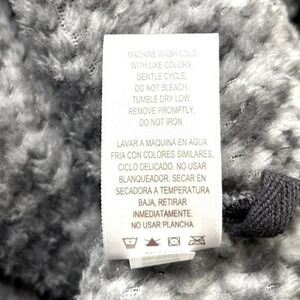 MACHINE WASH COLD
WITH LIKE COLORS,
GENTLE CYCLE,
DO NOT BLEACH.
TUMBLE DRY LOW,
REMOVE PROMPTLY,
DO NOT IRON.
LAVAR A MAQUINA EN AGUA
FRIA CON COLORES SIMILARES,
CICLO DELICADO. NO USAR
BLANQUEADOR. SECAR EN
SECADORA A TEMPERATURA
BAJA, RETIRAR
INMEDIATAMENTE.
NO USAR PLANCHA